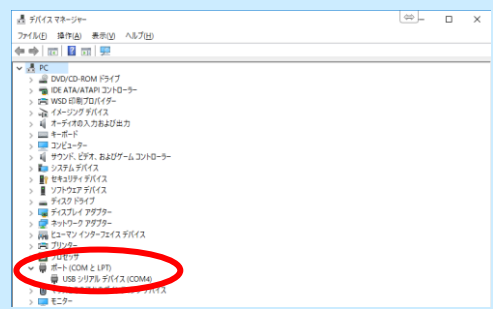 デバイス マネージャー
ファイル(F) 操作(A) 表示(V) ヘルプ(H)
PC
DVD/CD-ROM ドライブ
IDE ATA/ATAPI コントローラー
WSD 印刷プロバイダー
イメージング デバイス
オーディオの入力および出力
キーボード
コンピューター
サウンド、ビデオ、およびゲーム コントローラー
システム デバイス
セキュリティ デバイス
ソフトウェア デバイス
ディスク ドライブ
ディスプレイ アダプター
ネットワーク アダプター
ヒューマン インターフェイス デバイス
プリンター
プロセッサ
ポート (COM と LPT)
USB シリアル デバイス (COM4)
モニター